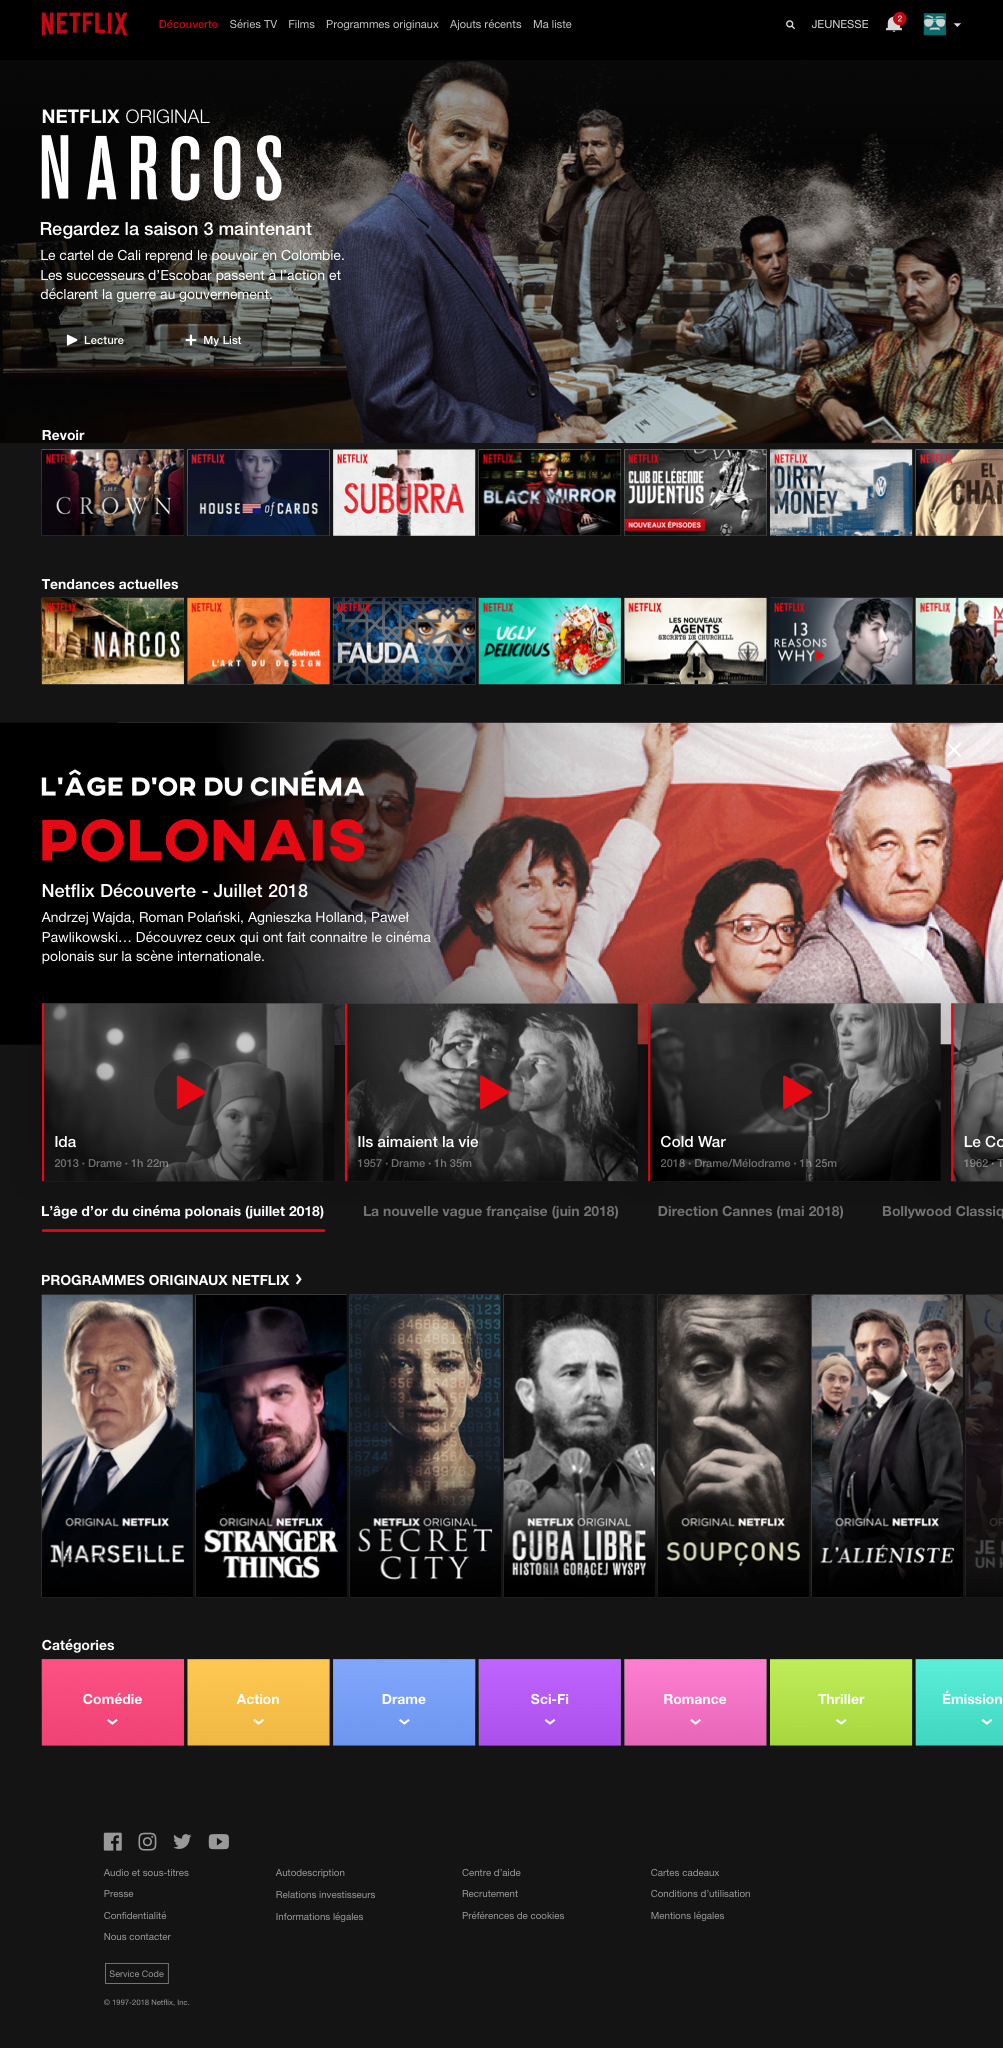 NETFLIX
Découverte Séries TV Films Programmes originaux Ajouts récents Ma liste
JEUNESSE
2
NETFLIX ORIGINAL
NARCOS
Regardez la saison 3 maintenant
Le cartel de Cali reprend le pouvoir en Colombie.
Les successeurs d'Escobar passent à l'action et
déclarent la guerre au gouvernement.
Lecture
My List
Revoir
NETFLIX
THE
CROWN
NETFLIX
HOUSE of CARDS
NETFLIX
SUBURRA
NETFLIX
BLACK MIRROR
NETFLIX
CLUB DE LÉGENDE
JUVENTUS
NOUVEAUX ÉPISODES
NETFLIX
DIRTY
MONEY
NETFLIX
EL
CHA
Tendances actuelles
NETFLIX
NARCOS
NETFLIX
Abstract
L'ART DU DESIGN
NETFLIX
FAUDA
NETFLIX
UGLY
DELICIOUS
NETFLIX
LES NOUVEAUX
AGENTS
SECRETS DE CHURCHILL
NETFLIX
13
REASONS
WHY
NETFLIX
L'ÂGE D'OR DU CINÉMA
POLONAIS
Netflix Découverte - Juillet 2018
Andrzej Wajda, Roman Polański, Agnieszka Holland, Paweł
Pawlikowski… Découvrez ceux qui ont fait connaitre le cinéma
polonais sur la scène internationale.
Ida
2013 · Drame · 1h 22m
Ils aimaient la vie
1957 · Drame · 1h 35m
Cold War
2018 · Drame/Mélodrame · 1h 25m
Le Co
1962 · T
L'âge d'or du cinéma polonais (juillet 2018)
La nouvelle vague française (juin 2018)
Direction Cannes (mai 2018)
Bollywood Classiq
PROGRAMMES ORIGINAUX NETFLIX
ORIGINAL NETFLIX
MARSEILLE
ORIGINAL NETFLIX
STRANGER
THINGS
NETFLIX ORIGINAL
SECRET
CITY
NETFLIX ORIGINAL
CUBA LIBRE
HISTORIA GORĄCEJ WYSPY
ORIGINAL NETFLIX
SOUPÇONS
ORIGINAL NETFLIX
L'ALIÉNISTE
JE
UN
Catégories
Comédie
Action
Drame
Sci-Fi
Romance
Thriller
Émission
Audio et sous-titres
Presse
Confidentialité
Nous contacter
Autodescription
Relations investisseurs
Informations légales
Centre d'aide
Recrutement
Préférences de cookies
Cartes cadeaux
Conditions d'utilisation
Mentions légales
Service Code
© 1997-2018 Netflix, Inc.